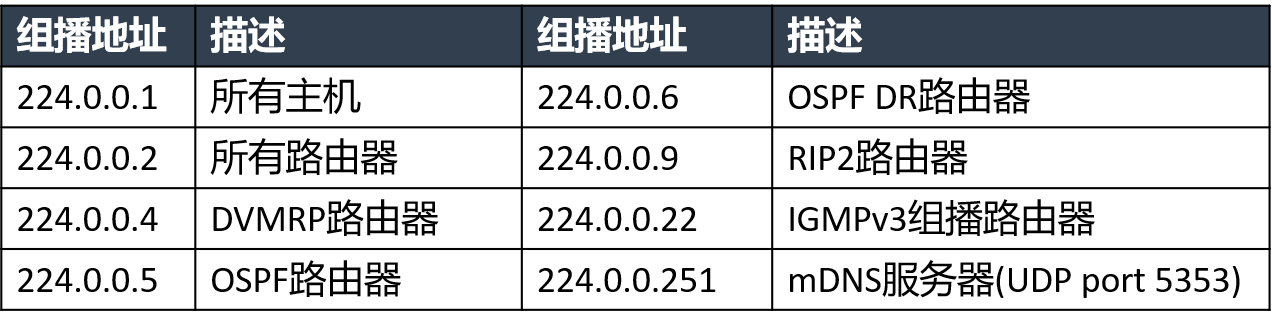 组播地址 描述 组播地址 描述
224.0.0.1 所有主机 224.0.0.6 OSPF DR路由器
224.0.0.2 所有路由器 224.0.0.9 RIP2路由器
224.0.0.4 DVMRP路由器 224.0.0.22 IGMPv3组播路由器
224.0.0.5 OSPF路由器 224.0.0.251 mDNS服务器(UDP port 5353)